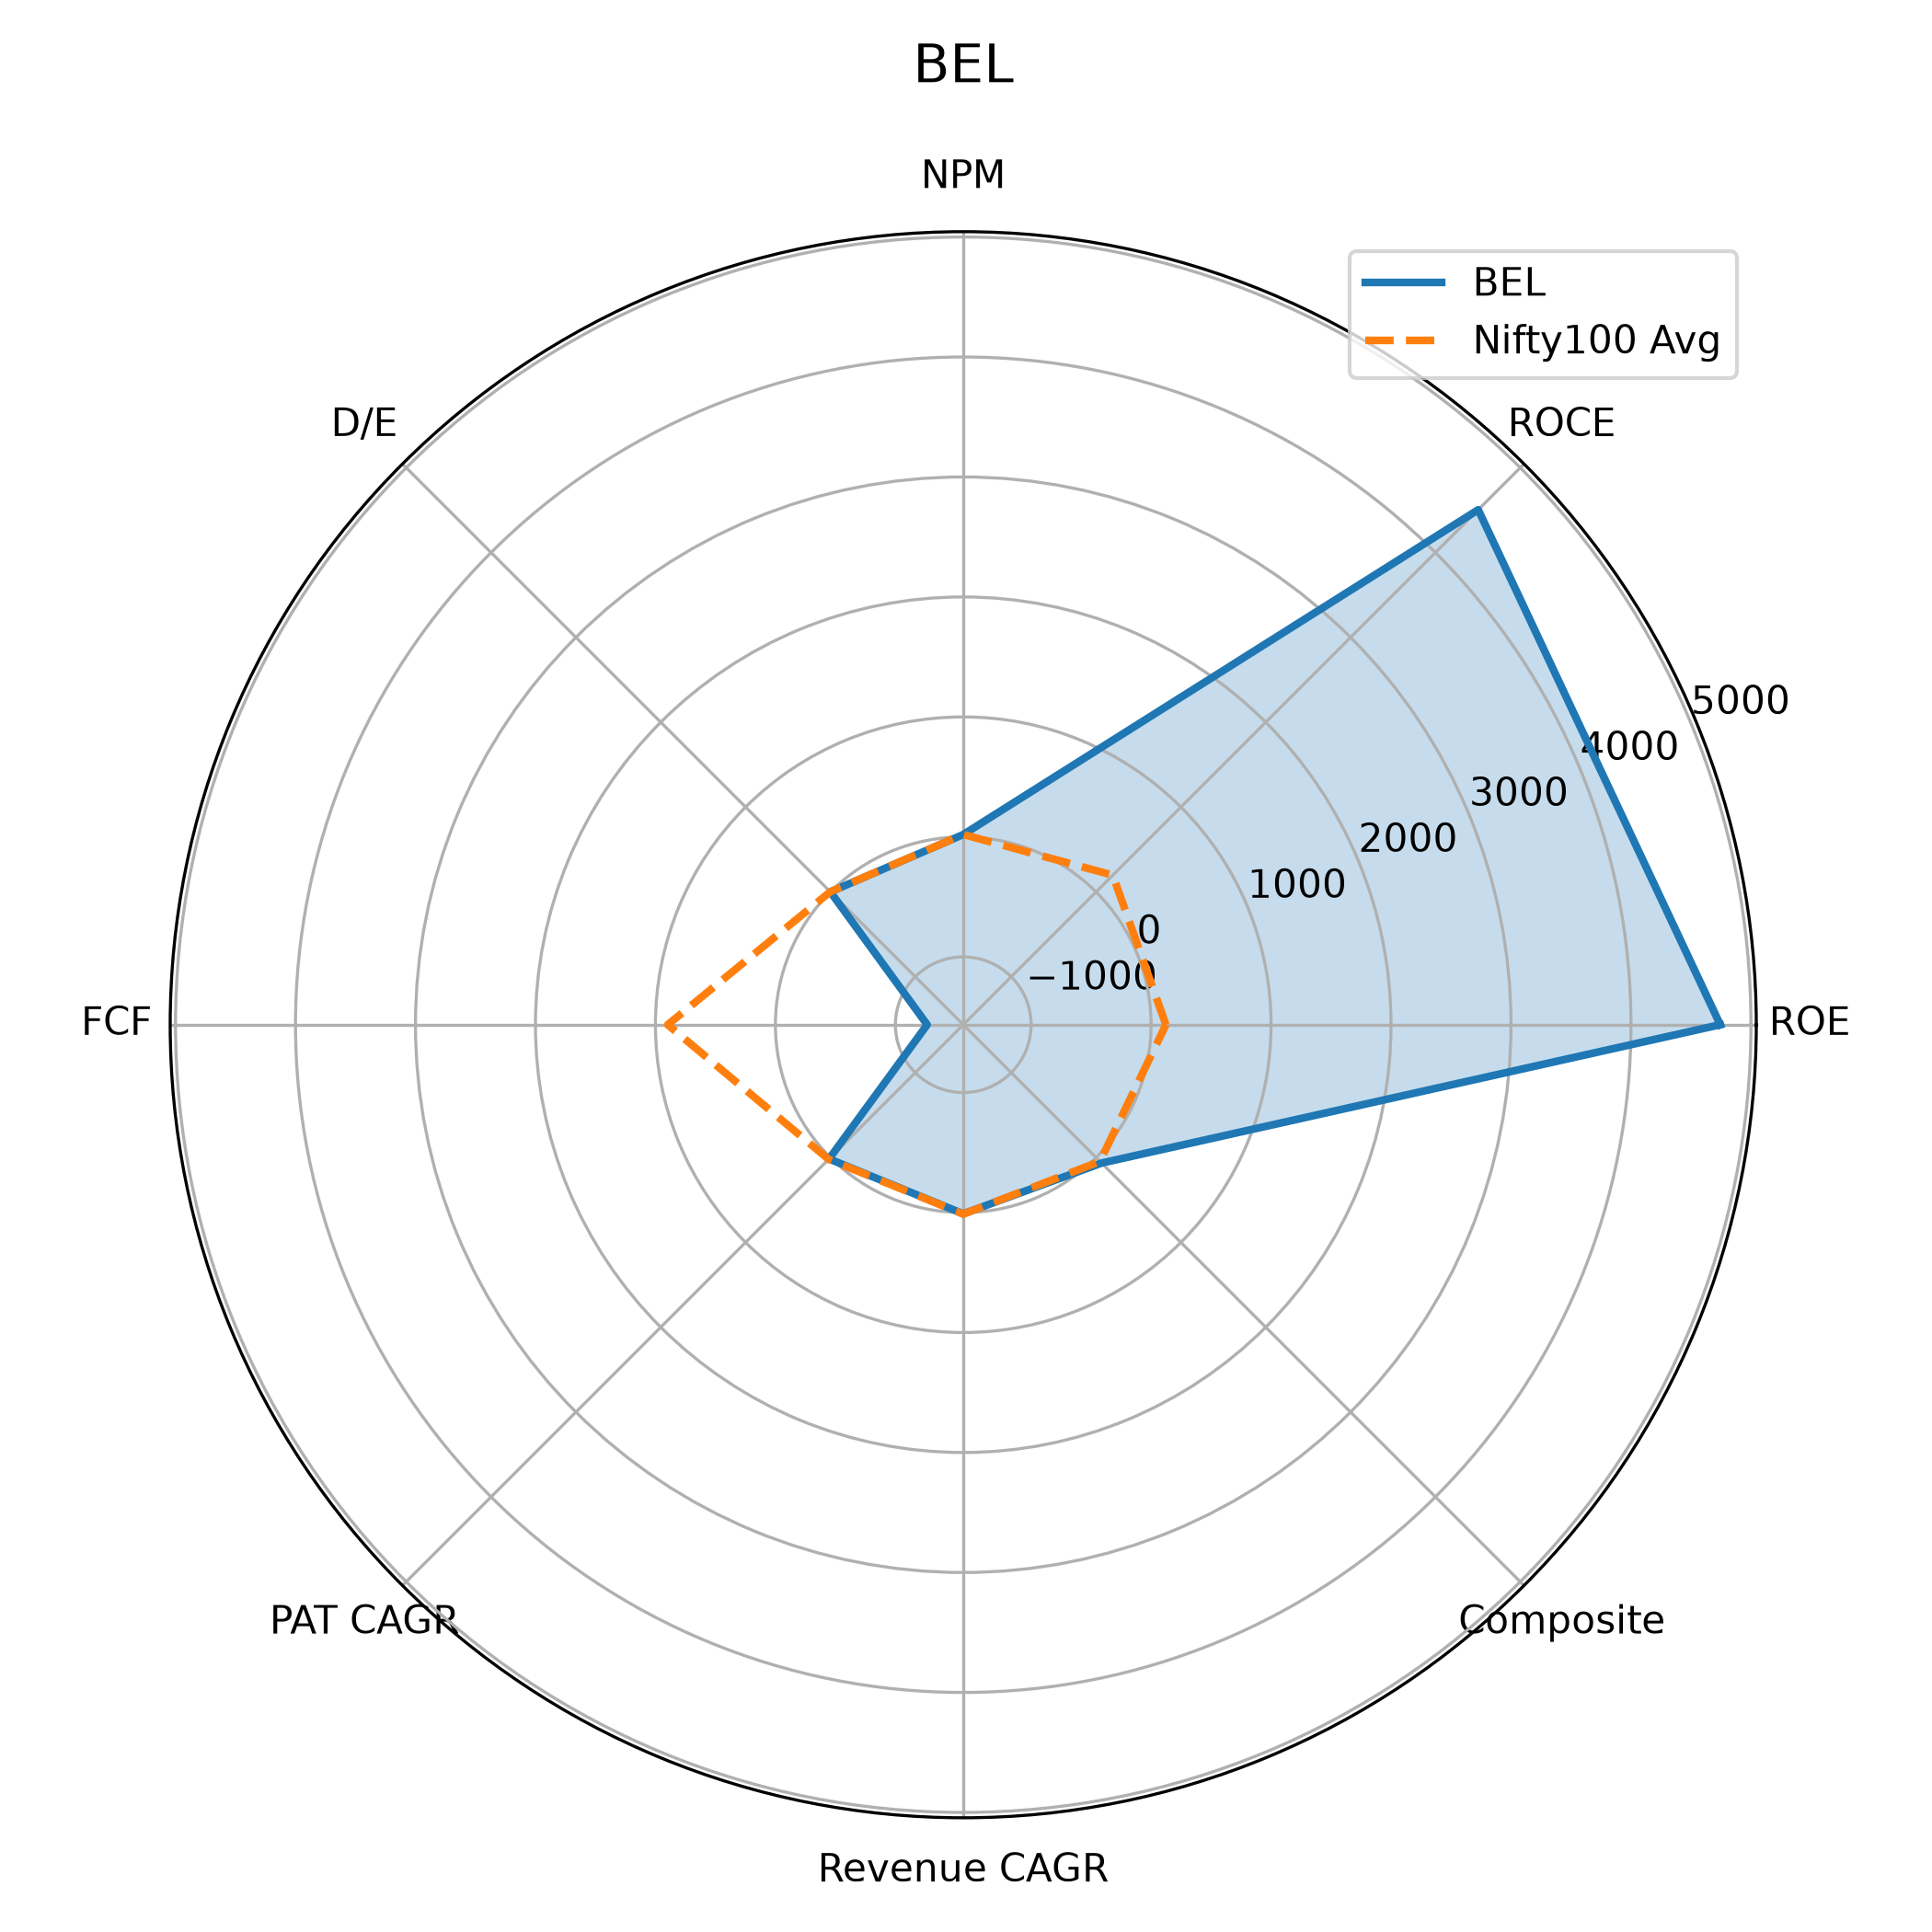 BEL
NPM
BEL
Nifty100 Avg
D/E
ROCE
5000
4000
3000
2000
1000
0
−1000
FCF
ROE
PAT CAGR
Composite
Revenue CAGR